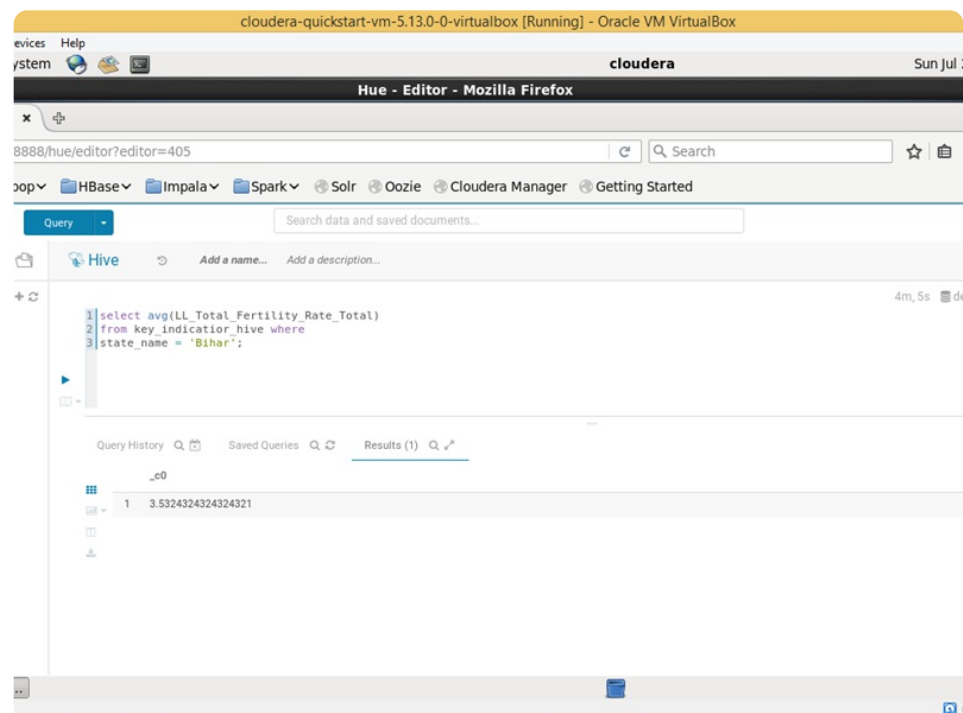 cloudera-quickstart-vm-5.13.0-0-virtualbox [Running] - Oracle VM VirtualBox
evices Help
ystem cloudera Sun Jul
Hue - Editor - Mozilla Firefox
8888/hue/editor?editor=405 Search
oop HBase Impala Spark Solr Oozie Cloudera Manager Getting Started
Query Search data and saved documents...
Hive Add a name... Add a description...
4m, 5s de
1 select avg(LL_Total_Fertility_Rate_Total)
2 from key_indicatior_hive where
3 state_name = 'Bihar';
Query History Saved Queries Results (1)
_c0
1 3.5324324324324321